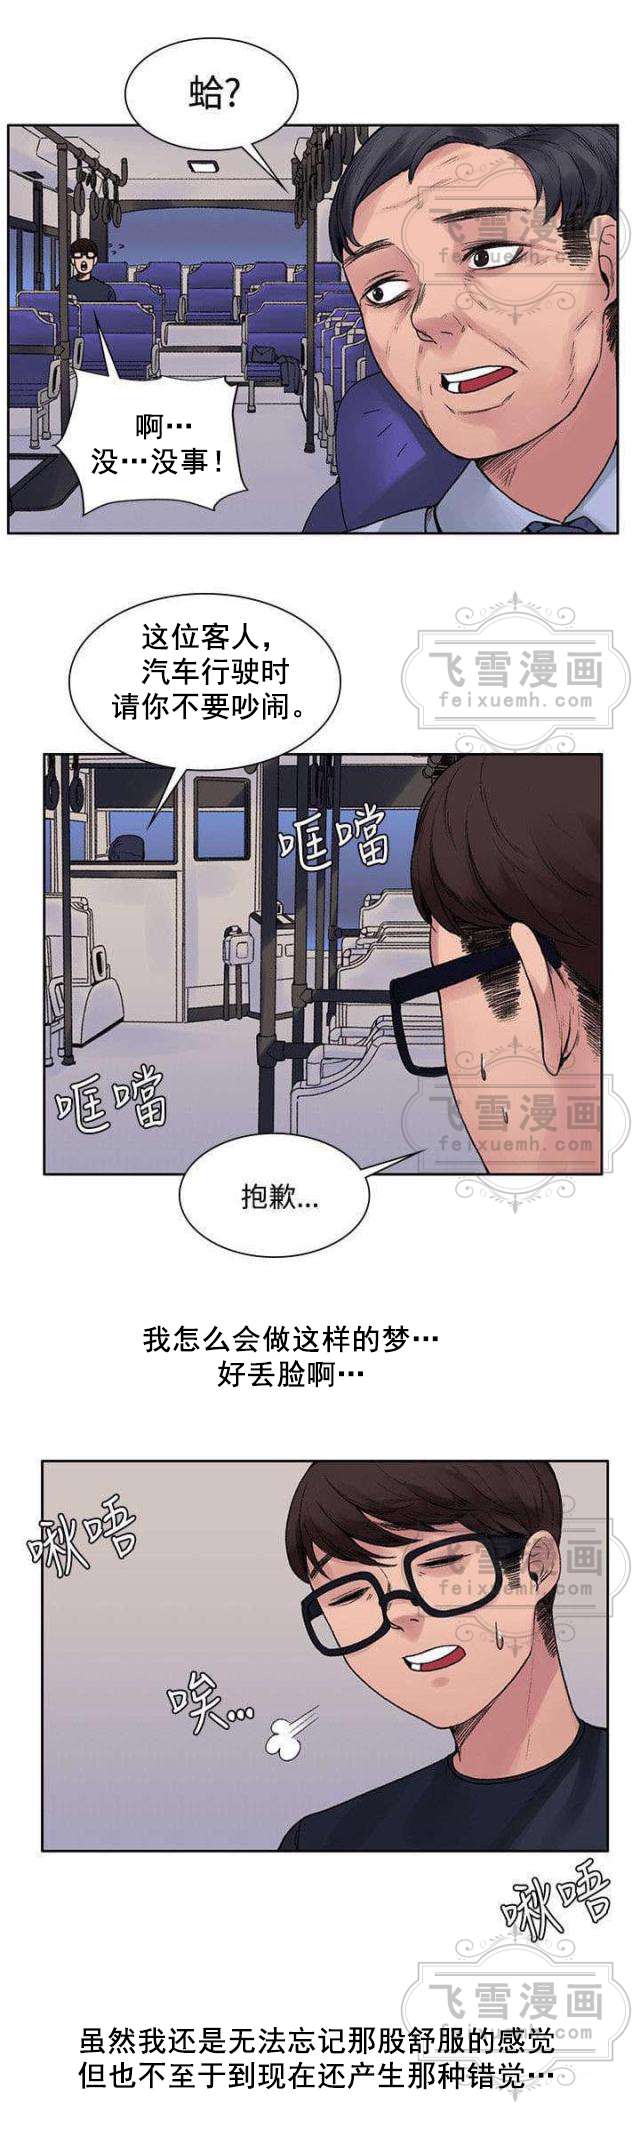 蛤?
飞雪漫画
feixuemh.com
啊…
没…没事!
这位客人，
汽车行驶时
请你不要吵闹。
飞雪漫画
feixuemh.com
哐噹
哐噹
飞雪漫画
feixuemh.com
抱歉...
我怎么会做这样的梦…
好丢脸啊…
啾唔
飞雪漫画
feixuemh.com
唉...
啾唔
飞雪漫画
feixuemh.com
虽然我还是无法忘记那股舒服的感觉
但也不至于到现在还产生那种错觉…